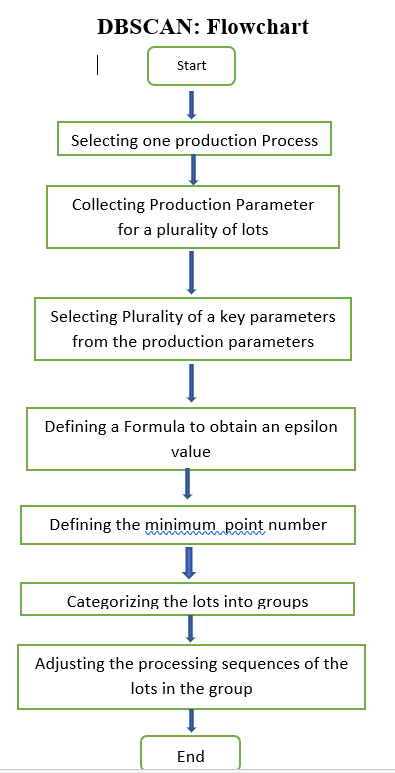 DBSCAN: Flowchart
Start
Selecting one production Process
Collecting Production Parameter
for a plurality of lots
Selecting Plurality of a key parameters
from the production parameters
Defining a Formula to obtain an epsilon
value
Defining the minimum point number
Categorizing the lots into groups
Adjusting the processing sequences of the
lots in the group
End